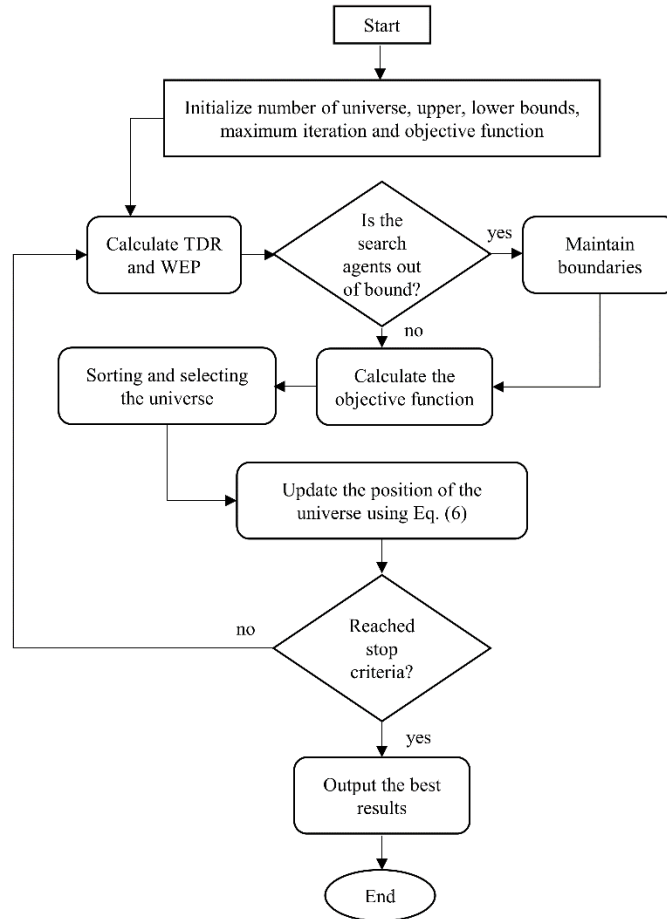 Start
Initialize number of universe, upper, lower bounds,
maximum iteration and objective function
Calculate TDR
and WEP
Is the
search
agents out
of bound?
yes
Maintain
boundaries
no
Calculate the
objective function
Sorting and selecting
the universe
Update the position of the
universe using Eq. (6)
no
Reached
stop
criteria?
yes
Output the best
results
End